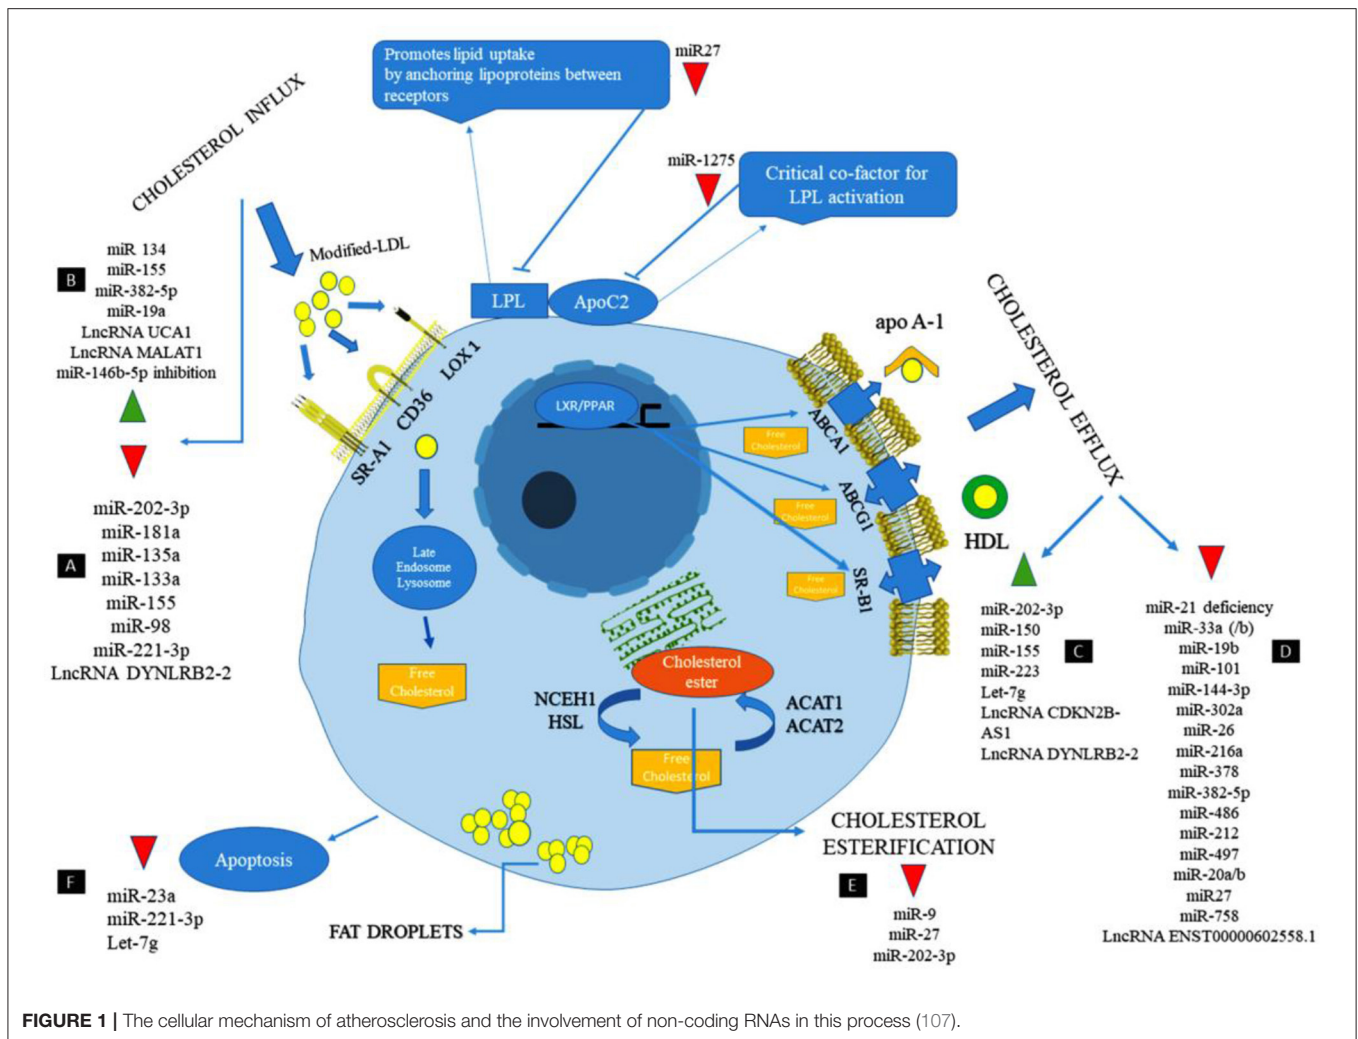 Promotes lipid uptake
by anchoring lipoproteins between
receptors
miR27
miR-1275
Critical co-factor for
LPL activation
CHOLESTEROL INFLUX
Modified-LDL
B
miR 134
miR-155
miR-382-5p
miR-19a
LncRNA UCA1
LncRNA MALAT1
miR-146b-5p inhibition
A
miR-202-3p
miR-181a
miR-135a
miR-133a
miR-155
miR-98
miR-221-3p
LncRNA DYNLRB2-2
LPL
ApoC2
LOX 1
CD36
SR-A1
LXR/PPAR
Late
Endosome
Lysosome
Free
Cholesterol
apo A-1
ABCA1
Free
Cholesterol
ABCG1
Free
Cholesterol
SR-B1
Free
Cholesterol
HDL
CHOLESTEROL EFFLUX
Cholesterol
ester
NCEH1
HSL
ACAT1
ACAT2
Free
Cholesterol
C
miR-202-3p
miR-150
miR-155
miR-223
Let-7g
LncRNA CDKN2B-
AS1
LncRNA DYNLRB2-2
D
miR-21 deficiency
miR-33a (/b)
miR-19b
miR-101
miR-144-3p
miR-302a
miR-26
miR-216a
miR-378
miR-382-5p
miR-486
miR-212
miR-497
miR-20a/b
miR27
miR-758
LncRNA ENST00000602558.1
CHOLESTEROL
ESTERIFICATION
E
miR-9
miR-27
miR-202-3p
Apoptosis
F
miR-23a
miR-221-3p
Let-7g
FAT DROPLETS
FIGURE 1 | The cellular mechanism of atherosclerosis and the involvement of non-coding RNAs in this process (107).